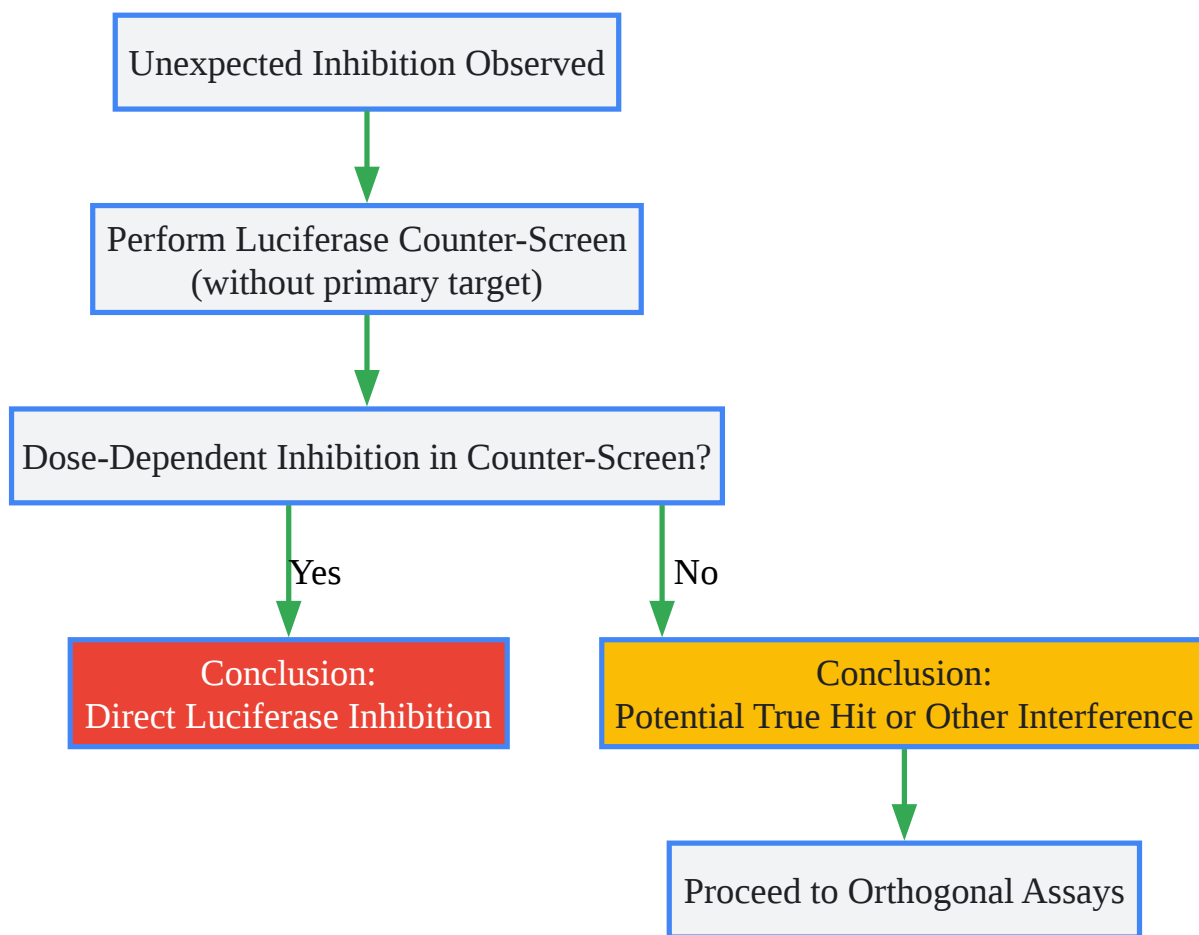 Unexpected Inhibition Observed
Perform Luciferase Counter-Screen
(without primary target)
Dose-Dependent Inhibition in Counter-Screen?
Yes
No
Conclusion:
Direct Luciferase Inhibition
Conclusion:
Potential True Hit or Other Interference
Proceed to Orthogonal Assays